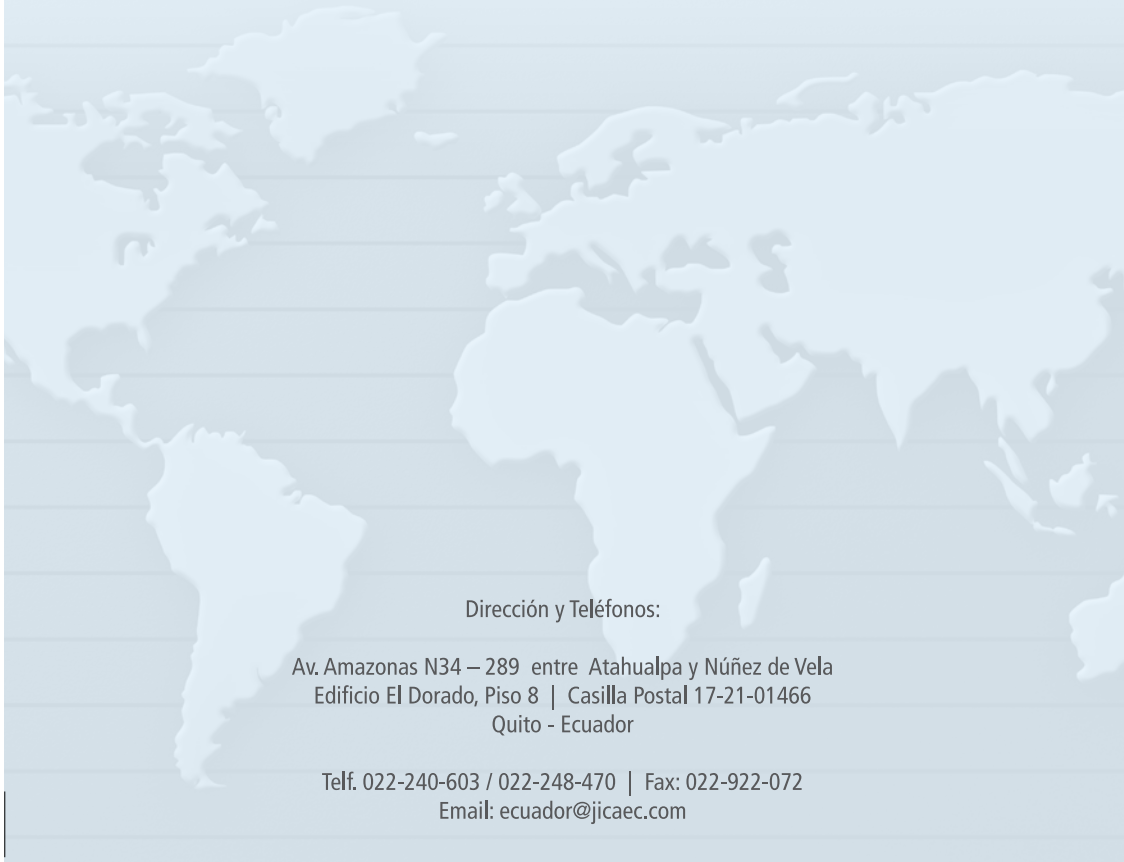 Dirección y Teléfonos:
Av. Amazonas N34 – 289 entre Atahualpa y Núñez de Vela
Edificio El Dorado, Piso 8 | Casilla Postal 17-21-01466
Quito - Ecuador
Telf. 022-240-603 / 022-248-470 | Fax: 022-922-072
Email: ecuador@jicaec.com